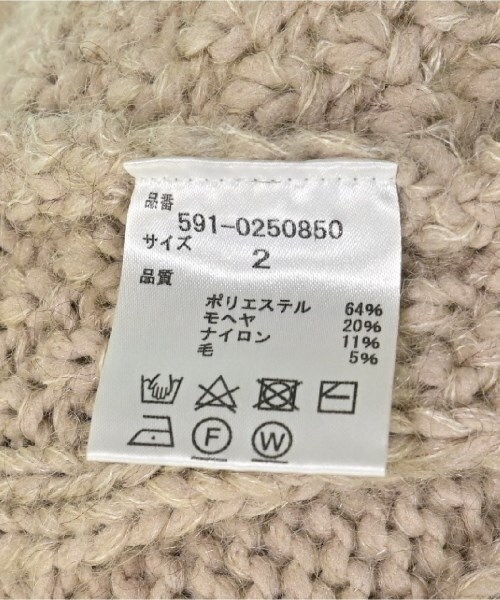 品番
591-0250850
サイズ
2
品質
ポリエステル 64%
モヘヤ 20%
ナイロン 11%
毛 5%
F W